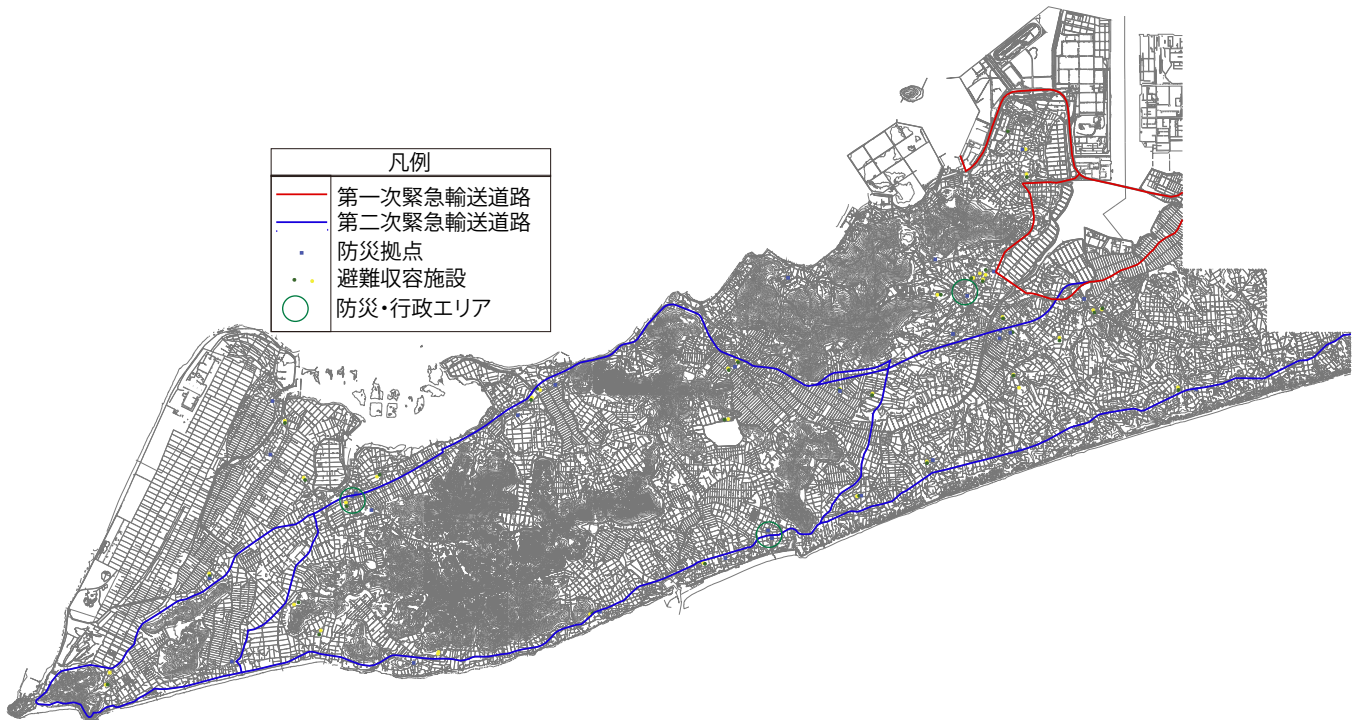 凡例
第一次緊急輸送道路
第二次緊急輸送道路
防災拠点
避難収容施設
防災・行政エリア